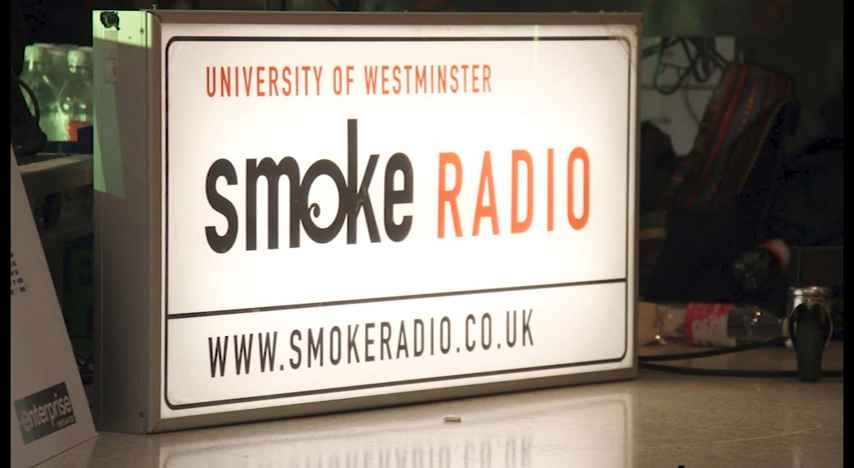 UNIVERSITY OF WESTMINSTER
smoke RADIO
WWW.SMOKERADIO.CO.UK
enterprise